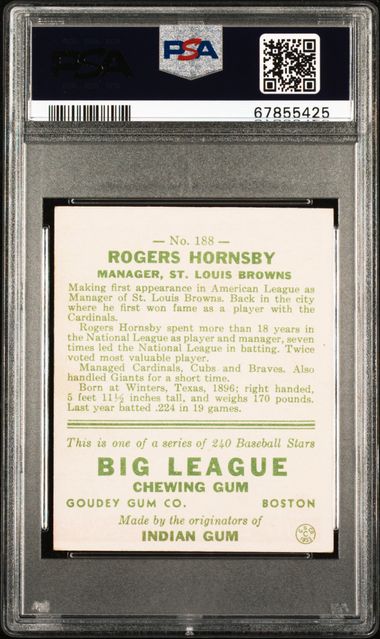 PSA
PSA
67855425
— No. 188 —
ROGERS HORNSBY
MANAGER, ST. LOUIS BROWNS
Making first appearance in American League as
Manager of St. Louis Browns. Back in the city
where he first won fame as a player with the
Cardinals.
Rogers Hornsby spent more than 18 years in
the National League as player and manager, seven
times led the National League in batting. Twice
voted most valuable player.
Managed Cardinals, Cubs and Braves. Also
handled Giants for a short time.
Born at Winters, Texas, 1896; right handed,
5 feet 11½ inches tall, and weighs 170 pounds.
Last year batted .224 in 19 games.
This is one of a series of 240 Baseball Stars
BIG LEAGUE
CHEWING GUM
GOUDEY GUM CO. BOSTON
Made by the originators of
INDIAN GUM